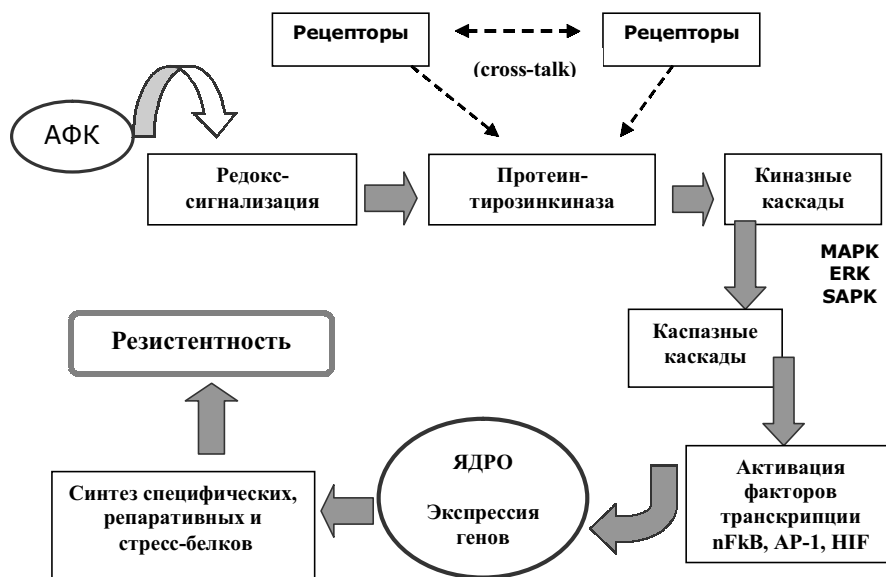 Рецепторы
Рецепторы
(cross-talk)
АФК
Редокс-
сигнализация
Протеин-
тирозинкиназа
Киназные
каскады
MAPK
ERK
SAPK
Каспазные
каскады
Резистентность
ЯДРО
Экспрессия
генов
Активация
факторов
транскрипции
nFkB, AP-1, HIF
Синтез специфических,
репаративных и
стресс-белков